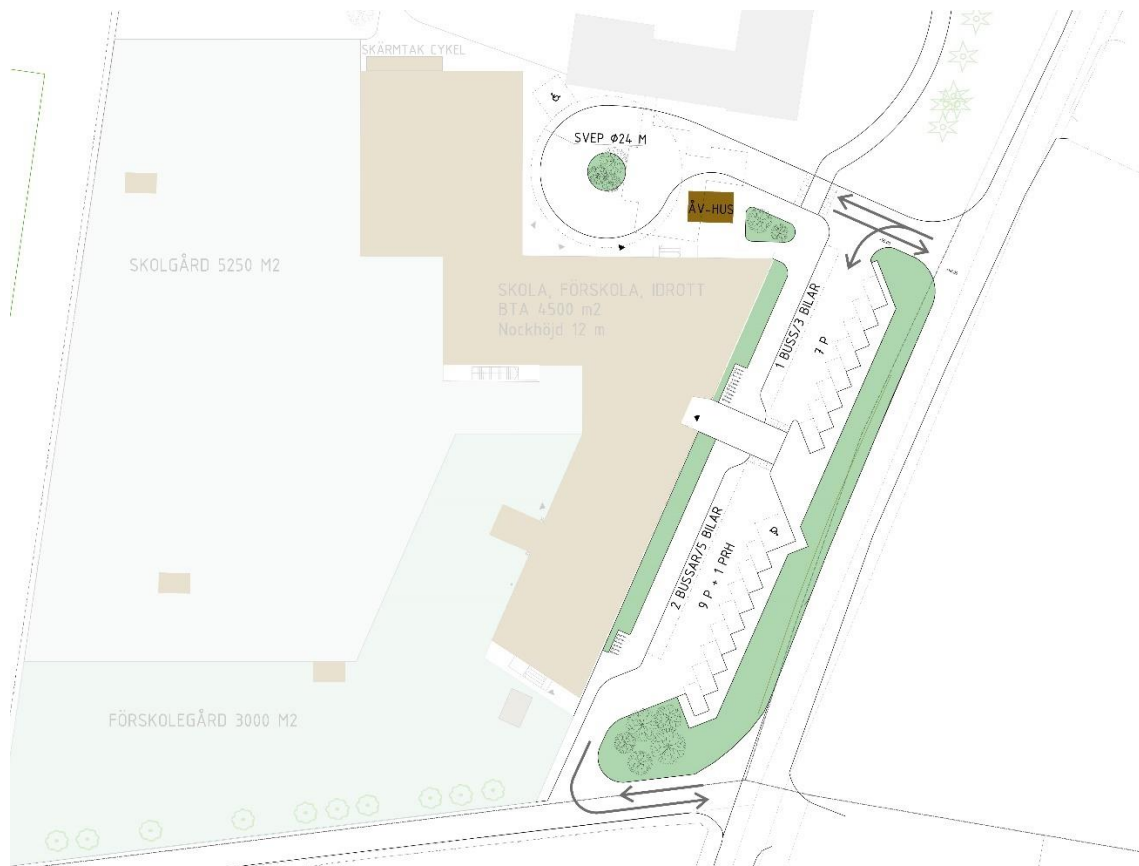 SKÄRMTAK CYKEL
SVEP Ø24 M
ÅV-HUS
SKOLGÅRD 5250 M2
SKOLA, FÖRSKOLA, IDROTT
BTA 4500 m2
Nockhöjd 12 m
1 BUSS/3 BILAR
7 P
2 BUSSAR/5 BILAR
9 P + 1 PRH
FÖRSKOLEGÅRD 3000 M2